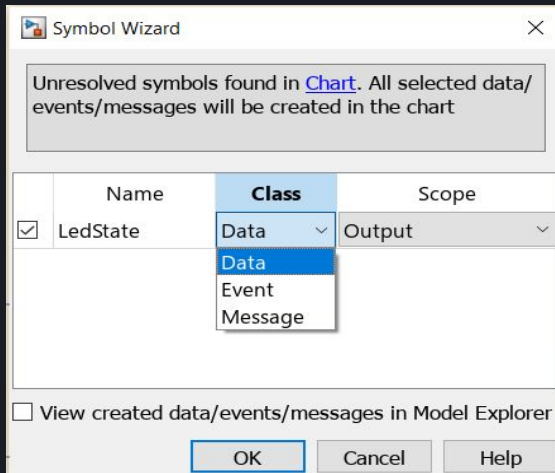 Symbol Wizard
Unresolved symbols found in Chart. All selected data/
events/messages will be created in the chart
Name Class Scope
LedState Data Output
Data
Event
Message
View created data/events/messages in Model Explorer
OK Cancel Help